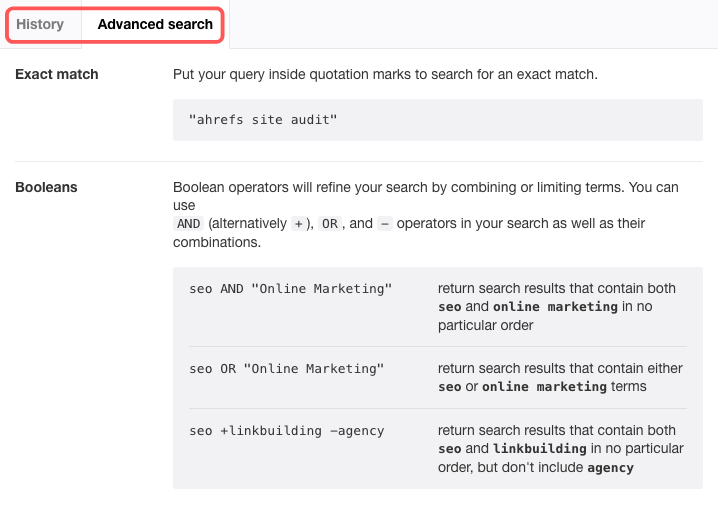 History Advanced search
Exact match Put your query inside quotation marks to search for an exact match.
"ahrefs site audit"
Booleans Boolean operators will refine your search by combining or limiting terms. You can
use
AND (alternatively + ), OR , and − operators in your search as well as their
combinations.
seo AND "Online Marketing" return search results that contain both
seo and online marketing in no
particular order
seo OR "Online Marketing" return search results that contain either
seo or online marketing terms
seo +linkbuilding −agency return search results that contain both
seo and linkbuilding in no particular
order, but don't include agency